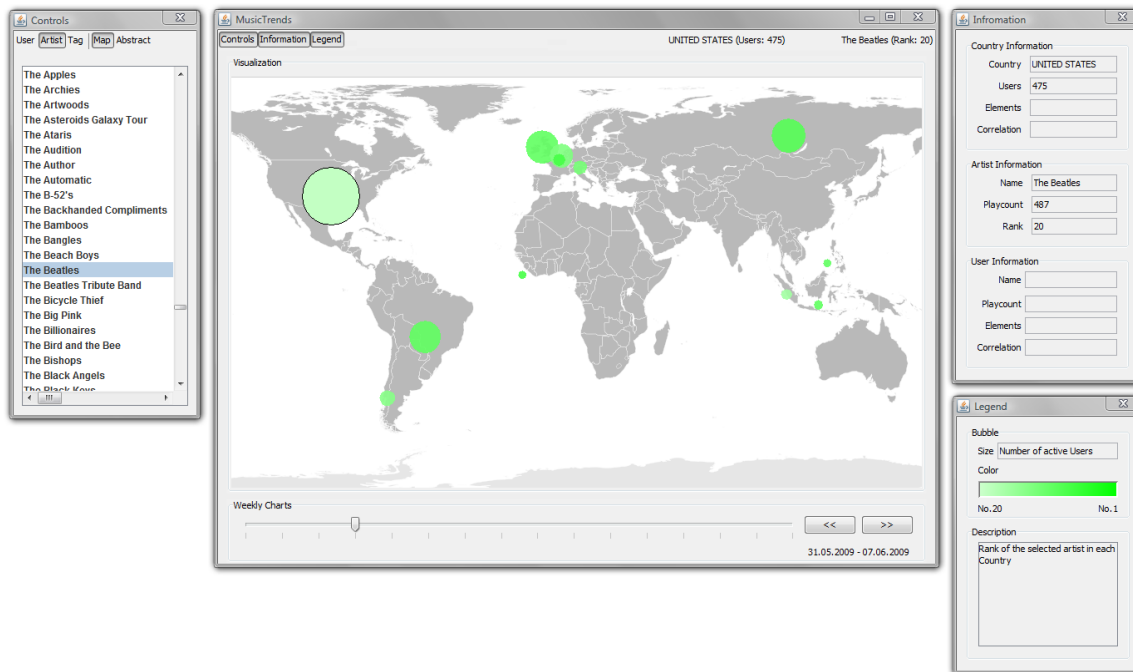 Controls
User Artist Tag Map Abstract
The Apples
The Archies
The Artwoods
The Asteroids Galaxy Tour
The Ataris
The Audition
The Author
The Automatic
The B-52's
The Backhanded Compliments
The Bamboos
The Bangles
The Beach Boys
The Beatles
The Beatles Tribute Band
The Bicycle Thief
The Big Pink
The Billionaires
The Bird and the Bee
The Bishops
The Black Angels
The Black Keys
MusicTrends
Controls Information Legend UNITED STATES (Users: 475) The Beatles (Rank: 20)
Visualization
Weekly Charts
<< >>
31.05.2009 - 07.06.2009
Infromation
Country Information
Country UNITED STATES
Users 475
Elements
Correlation
Artist Information
Name The Beatles
Playcount 487
Rank 20
User Information
Name
Playcount
Elements
Correlation
Legend
Bubble
Size Number of active Users
Color
No.20 No.1
Description
Rank of the selected artist in each
Country